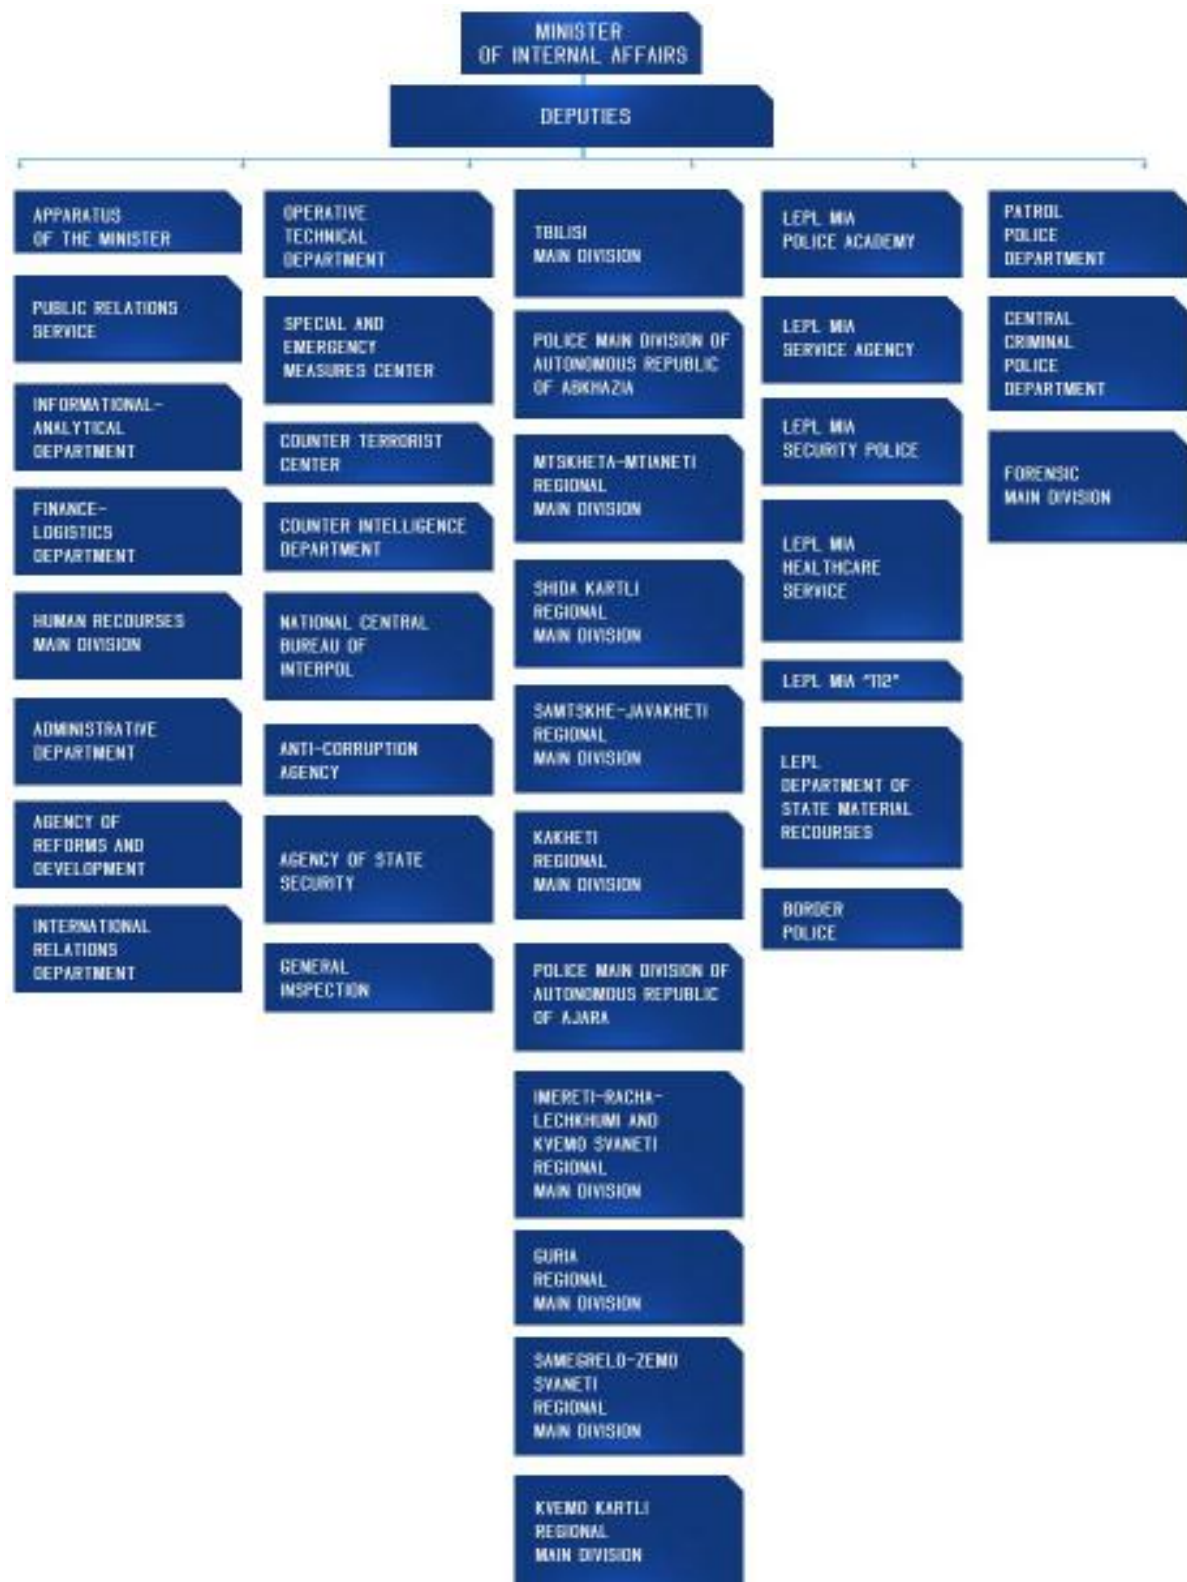 MINISTER
OF INTERNAL AFFAIRS
DEPUTIES
APPARATUS
OF THE MINISTER
PUBLIC RELATIONS
SERVICE
INFORMATIONAL-
ANALYTICAL
DEPARTMENT
FINANCE-
LOGISTICS
DEPARTMENT
HUMAN RECOURSES
MAIN DIVISION
ADMINISTRATIVE
DEPARTMENT
AGENCY OF
REFORMS AND
DEVELOPMENT
INTERNATIONAL
RELATIONS
DEPARTMENT
OPERATIVE
TECHNICAL
DEPARTMENT
SPECIAL AND
EMERGENCY
MEASURES CENTER
COUNTER TERRORIST
CENTER
COUNTER INTELLIGENCE
DEPARTMENT
NATIONAL CENTRAL
BUREAU OF
INTERPOL
ANTI-CORRUPTION
AGENCY
AGENCY OF STATE
SECURITY
GENERAL
INSPECTION
TBILISI
MAIN DIVISION
POLICE MAIN DIVISION OF
AUTONOMOUS REPUBLIC
OF ABKHAZIA
MTSKHETA-MTIANETI
REGIONAL
MAIN DIVISION
SHIDA KARTLI
REGIONAL
MAIN DIVISION
SAMTSKHE-JAVAKHETI
REGIONAL
MAIN DIVISION
KAKHETI
REGIONAL
MAIN DIVISION
POLICE MAIN DIVISION OF
AUTONOMOUS REPUBLIC
OF AJARA
IMERETI-RACHA-
LECHKHUMI AND
KVEMO SVANETI
REGIONAL
MAIN DIVISION
GURIA
REGIONAL
MAIN DIVISION
SAMEGRELO-ZEMO
SVANETI
REGIONAL
MAIN DIVISION
KVEMO KARTLI
REGIONAL
MAIN DIVISION
LEPL MIA
POLICE ACADEMY
LEPL MIA
SERVICE AGENCY
LEPL MIA
SECURITY POLICE
LEPL MIA
HEALTHCARE
SERVICE
LEPL MIA "112"
LEPL
DEPARTMENT OF
STATE MATERIAL
RECOURSES
BORDER
POLICE
PATROL
POLICE
DEPARTMENT
CENTRAL
CRIMINAL
POLICE
DEPARTMENT
FORENSIC
MAIN DIVISION